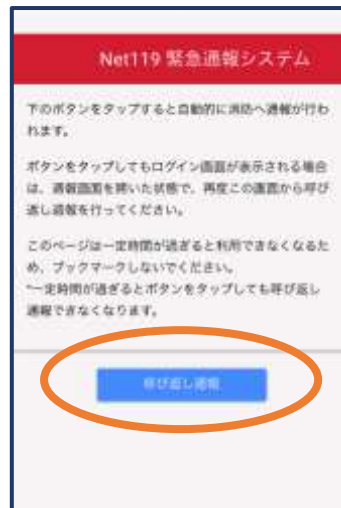 Net119 緊急通報システム
下のボタンをタップすると自動的に消防へ通報が行わ
れます。
ボタンをタップしてもログイン画面が表示される場合
は、通報画面を開いた状態で、再度この画面から呼び
返し通報を行ってください。
このページは一定時間が過ぎると利用できなくなるた
め、ブックマークしないでください。
*一定時間が過ぎるとボタンをタップしても呼び返し
通報できなくなります。
呼び返し通報